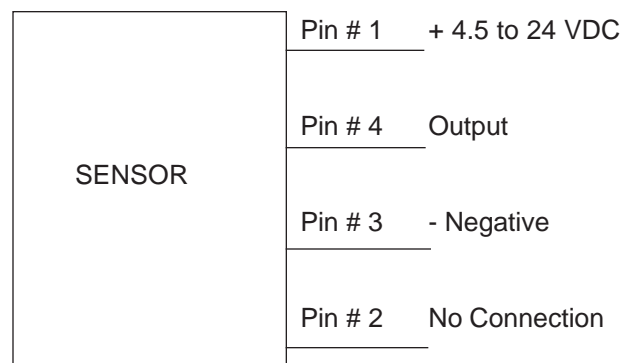 Pin # 1 + 4.5 to 24 VDC
Pin # 4 Output
SENSOR
Pin # 3 - Negative
Pin # 2 No Connection